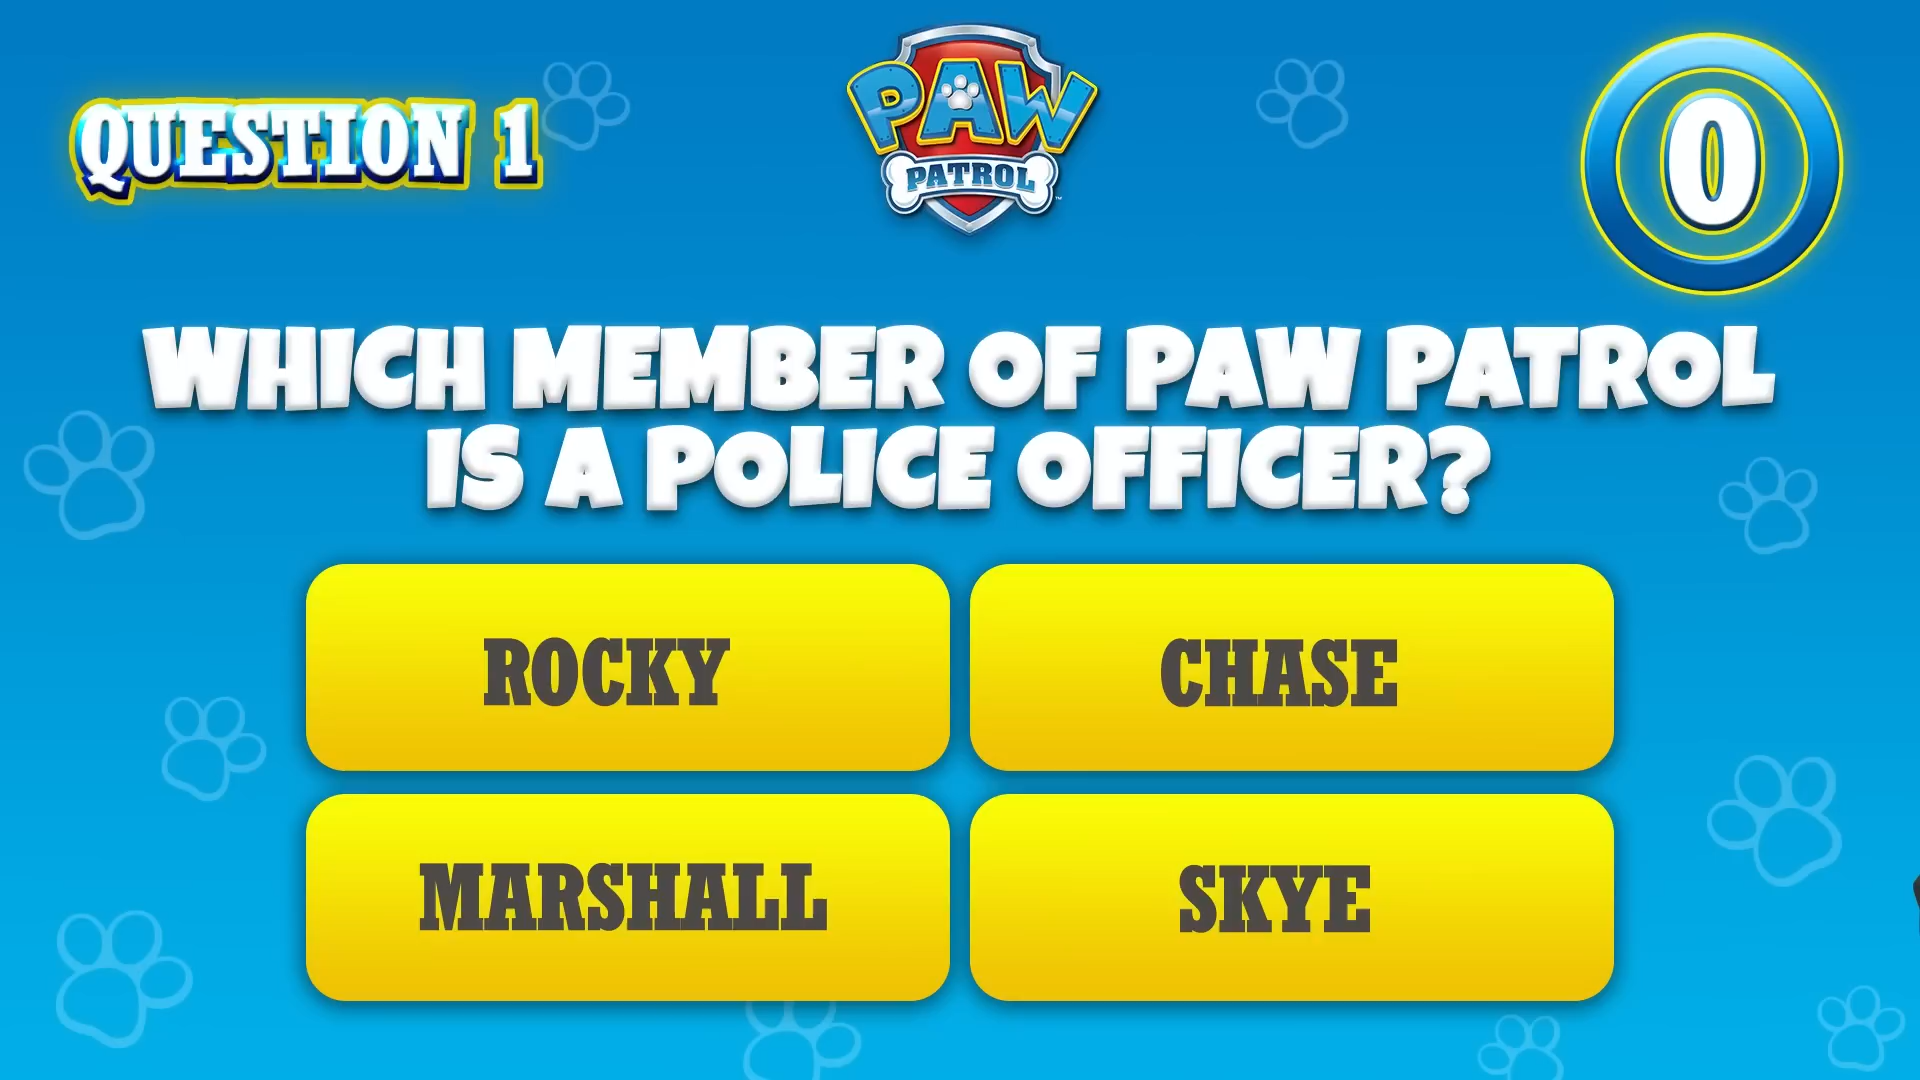 QUESTION 1
PAW
PATROL
0
WHICH MEMBER OF PAW PATROL
IS A POLICE OFFICER?
ROCKY
CHASE
MARSHALL
SKYE